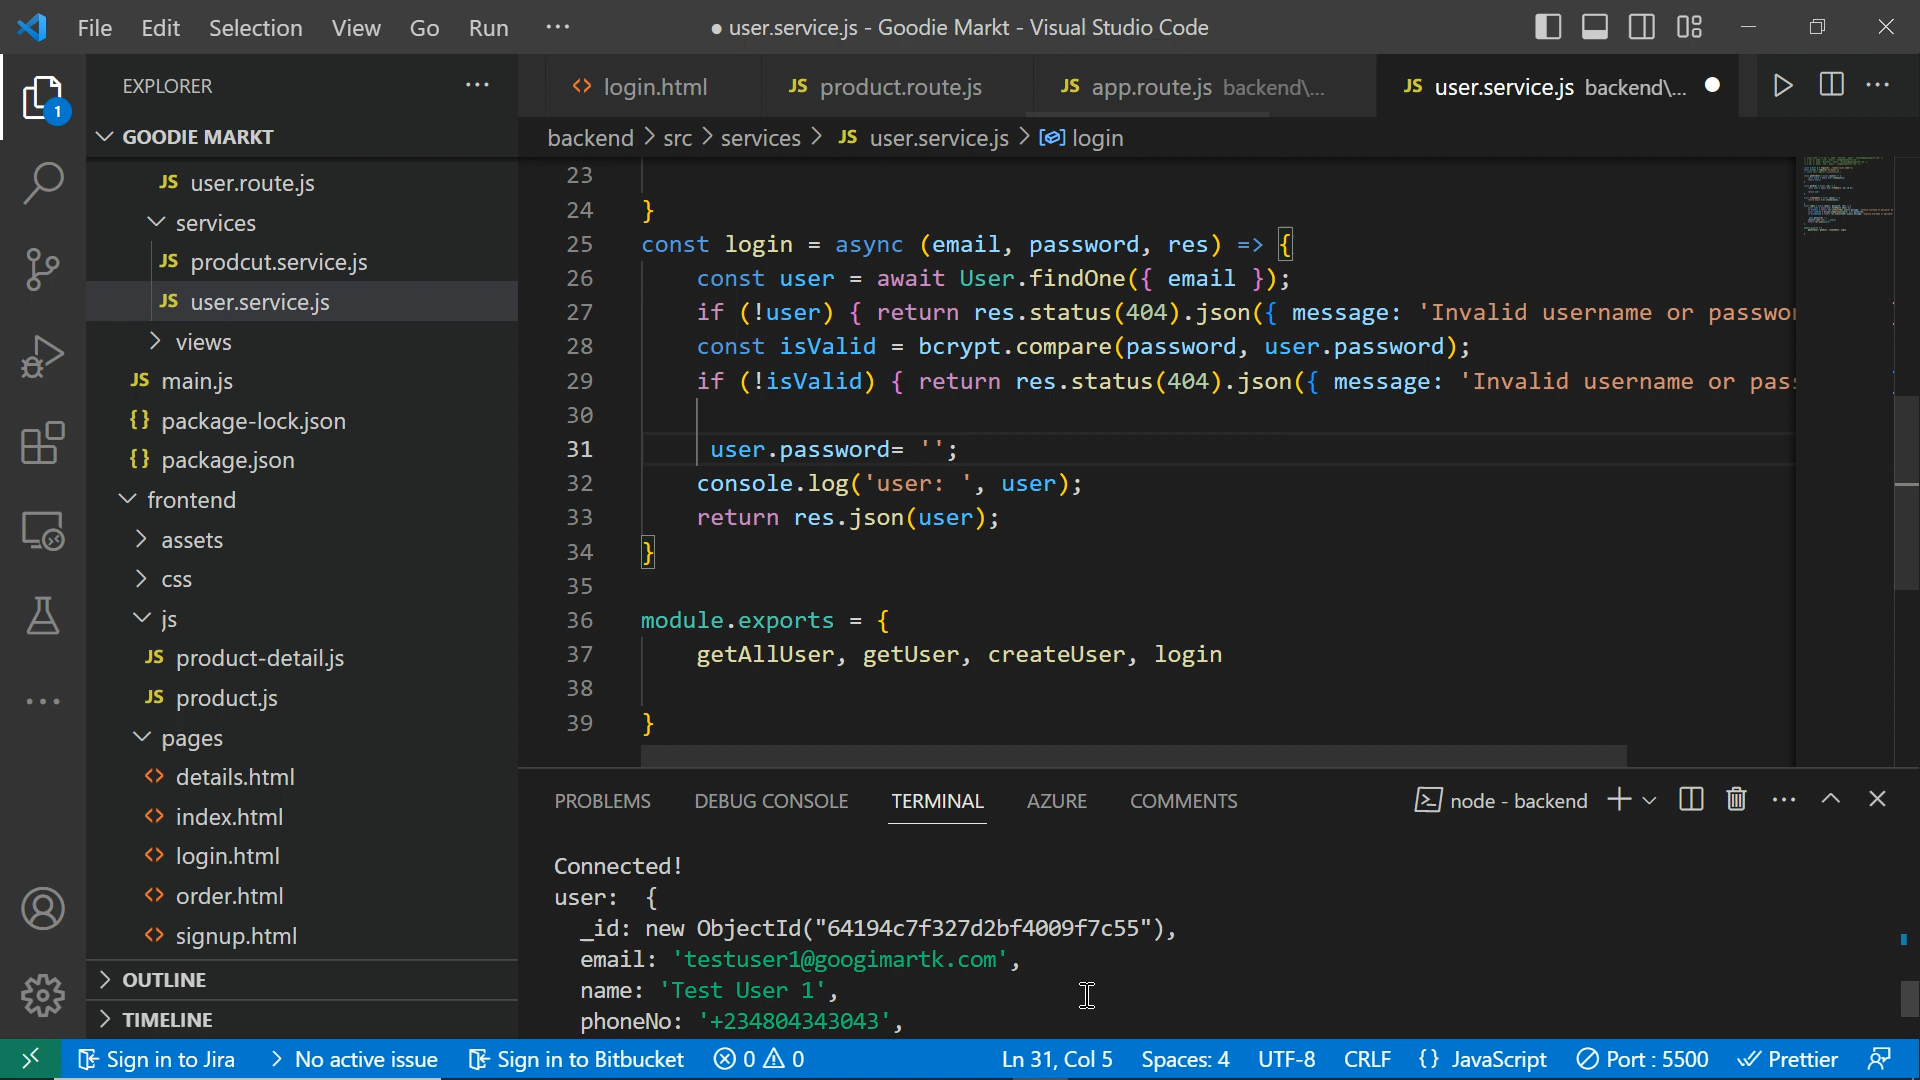 File Edit Selection View Go Run ···
● user.service.js - Goodie Markt - Visual Studio Code
EXPLORER
GOODIE MARKT
JS user.route.js
services
JS prodcut.service.js
JS user.service.js
views
JS main.js
{} package-lock.json
{} package.json
frontend
assets
css
js
JS product-detail.js
JS product.js
pages
<> details.html
<> index.html
<> login.html
<> order.html
<> signup.html
OUTLINE
TIMELINE
1
<> login.html JS product.route.js JS app.route.js backend\... JS user.service.js backend\... ●
backend > src > services > JS user.service.js > login
23
24 }
25 const login = async (email, password, res) => {
26 const user = await User.findOne({ email });
27 if (!user) { return res.status(404).json({ message: 'Invalid username or passwo
28 const isValid = bcrypt.compare(password, user.password);
29 if (!isValid) { return res.status(404).json({ message: 'Invalid username or pas
30
31 user.password= '';
32 console.log('user: ', user);
33 return res.json(user);
34 }
35
36 module.exports = {
37 getAllUser, getUser, createUser, login
38
39 }
PROBLEMS DEBUG CONSOLE TERMINAL AZURE COMMENTS node - backend
Connected!
user: {
_id: new ObjectId("64194c7f327d2bf4009f7c55"),
email: 'testuser1@googimartk.com',
name: 'Test User 1',
phoneNo: '+234804343043',
Sign in to Jira > No active issue Sign in to Bitbucket 0 0 Ln 31, Col 5 Spaces: 4 UTF-8 CRLF {} JavaScript Port : 5500 Prettier